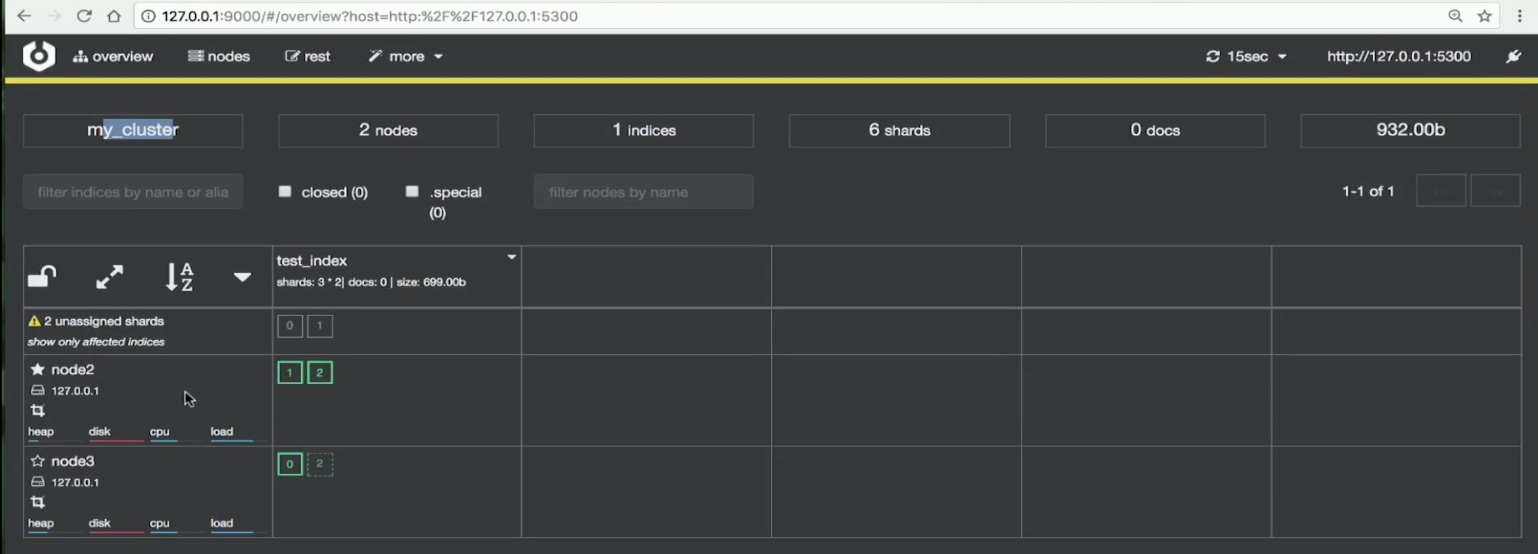 127.0.0.1:9000/#/overview?host=http:%2F%2F127.0.0.1:5300
overview nodes rest more 15sec http://127.0.0.1:5300
my_cluster 2 nodes 1 indices 6 shards 0 docs 932.00b
filter indices by name or alia closed (0) .special (0) filter nodes by name 1-1 of 1
A
Z
test_index
shards: 3 * 2| docs: 0 | size: 699.00b
2 unassigned shards 0 1
show only affected indices
node2 1 2
127.0.0.1
heap disk cpu load
node3 0 2
127.0.0.1
heap disk cpu load